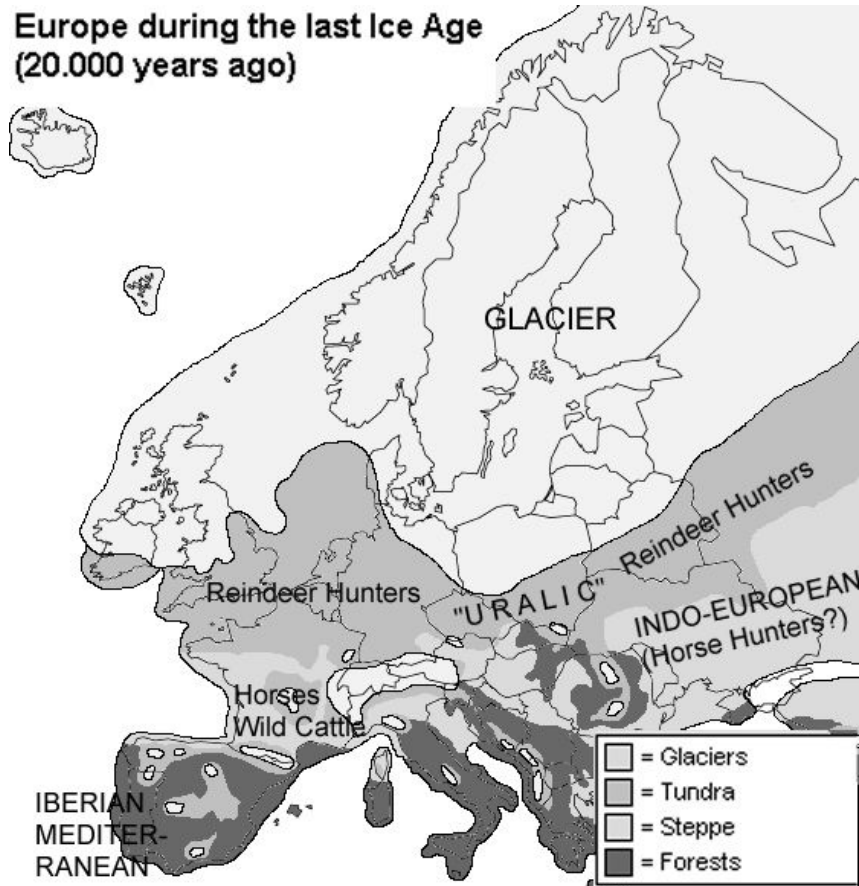 Europe during the last Ice Age
(20.000 years ago)
GLACIER
Reindeer Hunters
Reindeer Hunters
"U R A L I C"
INDO-EUROPEAN
(Horse Hunters?)
Horses
Wild Cattle
IBERIAN
MEDITER-
RANEAN
= Glaciers
= Tundra
= Steppe
= Forests